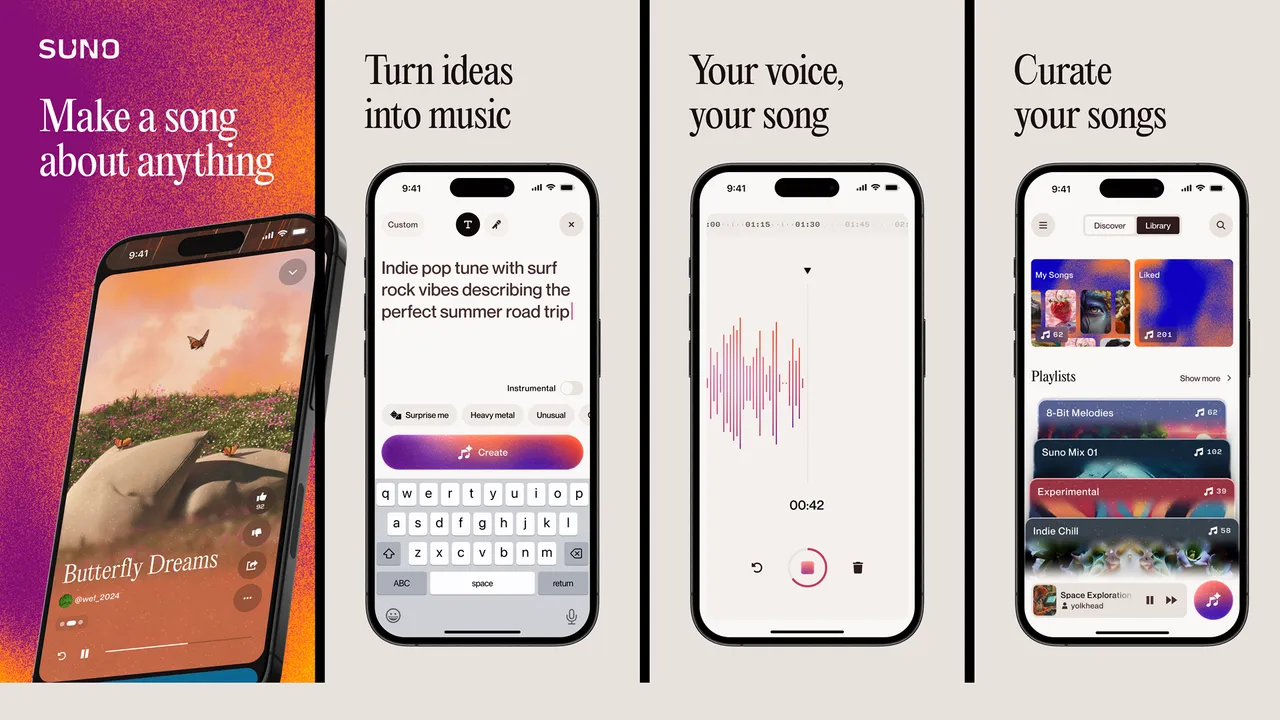 SUNO
Make a song
about anything
9:41
92
Butterfly Dreams
@wef_2024
Turn ideas
into music
9:41
Custom
T
Indie pop tune with surf
rock vibes describing the
perfect summer road trip
Instrumental
Surprise me
Heavy metal
Unusual
Create
q w e r t y u i o p
a s d f g h j k l
z x c v b n m
ABC
space
return
Your voice,
your song
9:41
:00
01:15
01:30
01:45
00:42
Curate
your songs
9:41
Discover
Library
My Songs
62
Liked
201
Playlists
Show more
8-Bit Melodies
62
Suno Mix 01
102
Experimental
39
Indie Chill
58
Space Exploration
yolkhead